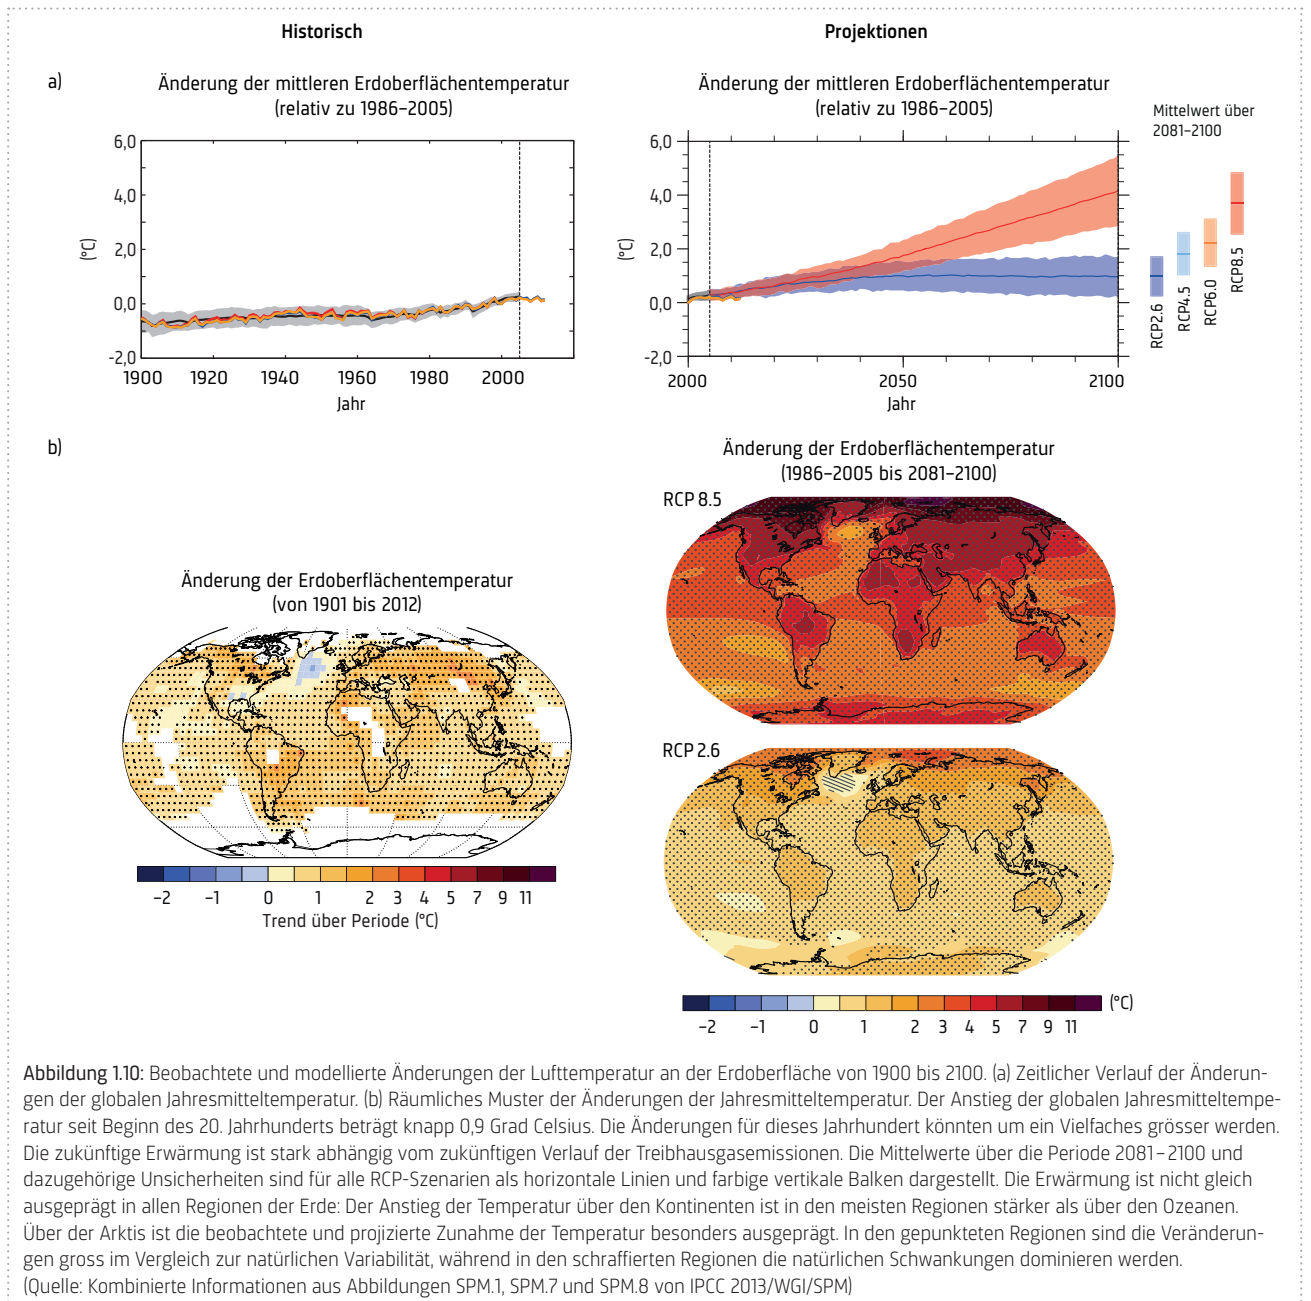 Historisch
Projektionen
a)
Änderung der mittleren Erdoberflächentemperatur
(relativ zu 1986–2005)
6,0
4,0
2,0
0,0
-2,0
(°C)
1900 1920 1940 1960 1980 2000
Jahr
Änderung der mittleren Erdoberflächentemperatur
(relativ zu 1986–2005)
6,0
4,0
2,0
0,0
-2,0
(°C)
2000 2050 2100
Jahr
Mittelwert über
2081–2100
RCP2.6
RCP4.5
RCP6.0
RCP8.5
b)
Änderung der Erdoberflächentemperatur
(von 1901 bis 2012)
−2 −1 0 1 2 3 4 5 7 9 11
Trend über Periode (°C)
Änderung der Erdoberflächentemperatur
(1986–2005 bis 2081–2100)
RCP 8.5
RCP 2.6
−2 −1 0 1 2 3 4 5 7 9 11
(°C)
Abbildung 1.10: Beobachtete und modellierte Änderungen der Lufttemperatur an der Erdoberfläche von 1900 bis 2100. (a) Zeitlicher Verlauf der Änderun-
gen der globalen Jahresmitteltemperatur. (b) Räumliches Muster der Änderungen der Jahresmitteltemperatur. Der Anstieg der globalen Jahresmitteltempe-
ratur seit Beginn des 20. Jahrhunderts beträgt knapp 0,9 Grad Celsius. Die Änderungen für dieses Jahrhundert könnten um ein Vielfaches grösser werden.
Die zukünftige Erwärmung ist stark abhängig vom zukünftigen Verlauf der Treibhausgasemissionen. Die Mittelwerte über die Periode 2081–2100 und
dazugehörige Unsicherheiten sind für alle RCP-Szenarien als horizontale Linien und farbige vertikale Balken dargestellt. Die Erwärmung ist nicht gleich
ausgeprägt in allen Regionen der Erde: Der Anstieg der Temperatur über den Kontinenten ist in den meisten Regionen stärker als über den Ozeanen.
Über der Arktis ist die beobachtete und projizierte Zunahme der Temperatur besonders ausgeprägt. In den gepunkteten Regionen sind die Veränderun-
gen gross im Vergleich zur natürlichen Variabilität, während in den schraffierten Regionen die natürlichen Schwankungen dominieren werden.
(Quelle: Kombinierte Informationen aus Abbildungen SPM.1, SPM.7 und SPM.8 von IPCC 2013/WGI/SPM)